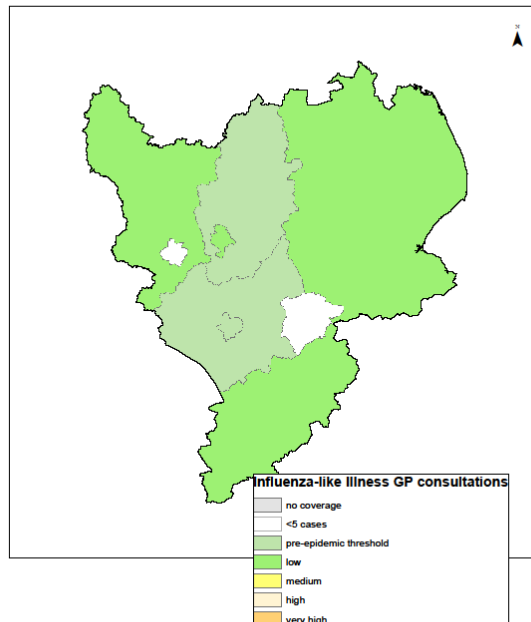 N
Influenza-like Illness GP consultations
no coverage
<5 cases
pre-epidemic threshold
low
medium
high
very high